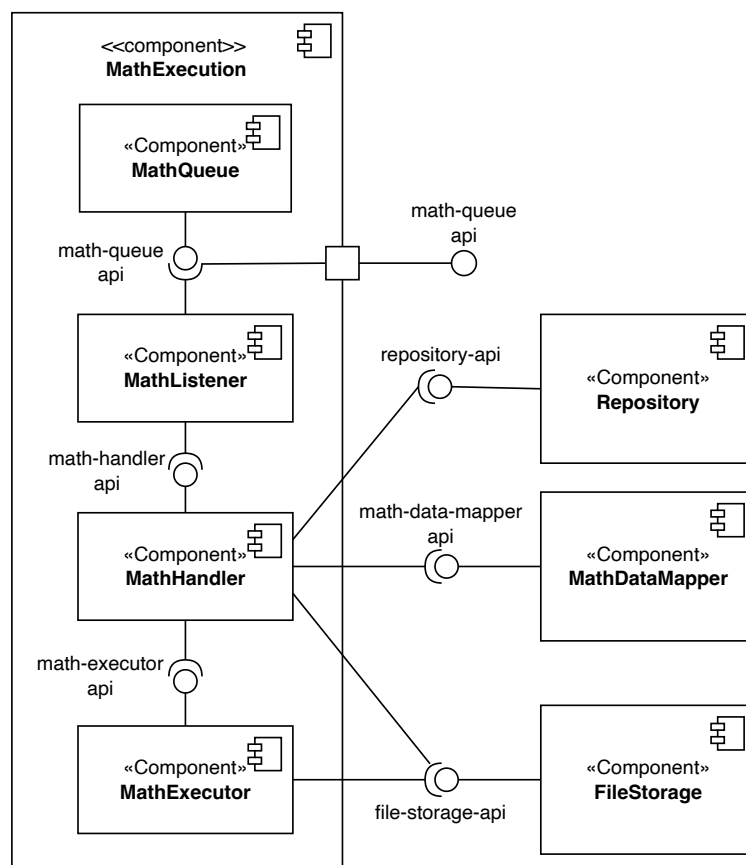 <<component>>
MathExecution
«Component»
MathQueue
math-queue
api
math-queue
api
«Component»
MathListener
repository-api
«Component»
Repository
math-handler
api
math-data-mapper
api
«Component»
MathHandler
«Component»
MathDataMapper
math-executor
api
«Component»
MathExecutor
file-storage-api
«Component»
FileStorage